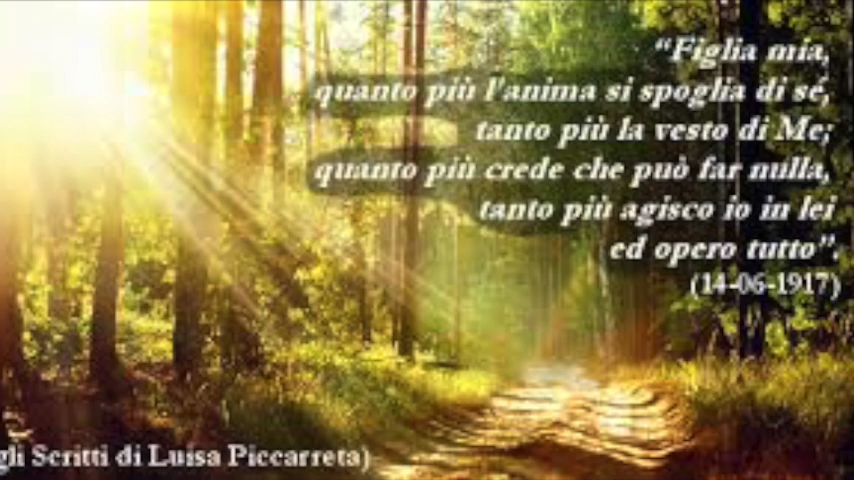 “Figlia mia,
quanto più l'anima si spoglia di sé,
tanto più la vesto di Me;
quanto più crede che può far nulla,
tanto più agisco io in lei
ed opero tutto”.
(14-06-1917)
gli Scritti di Luisa Piccarreta)